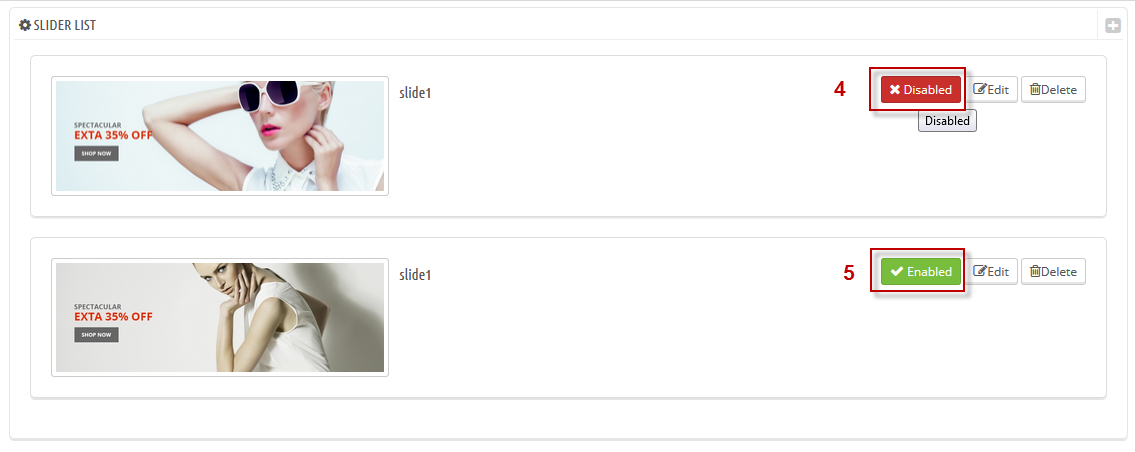 SLIDER LIST
SPECTACULAR
EXTA 35% OFF
SHOP NOW
slide1
4
Disabled
Edit
Delete
Disabled
SPECTACULAR
EXTA 35% OFF
SHOP NOW
slide1
5
Enabled
Edit
Delete